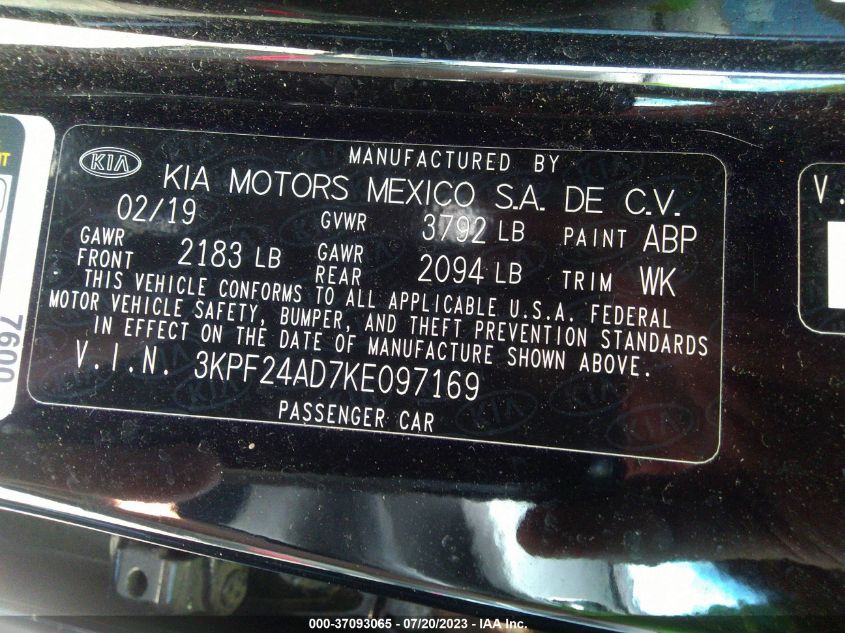 KIA
MANUFACTURED BY
KIA MOTORS MEXICO S.A. DE C.V.
02/19 GVWR 3792 LB PAINT ABP
GAWR FRONT 2183 LB GAWR REAR 2094 LB TRIM WK
THIS VEHICLE CONFORMS TO ALL APPLICABLE U.S.A. FEDERAL
MOTOR VEHICLE SAFETY, BUMPER, AND THEFT PREVENTION STANDARDS
IN EFFECT ON THE DATE OF MANUFACTURE SHOWN ABOVE.
V.I.N. 3KPF24AD7KE097169
PASSENGER CAR
0092
V.
000-37093065 - 07/20/2023 - IAA Inc.